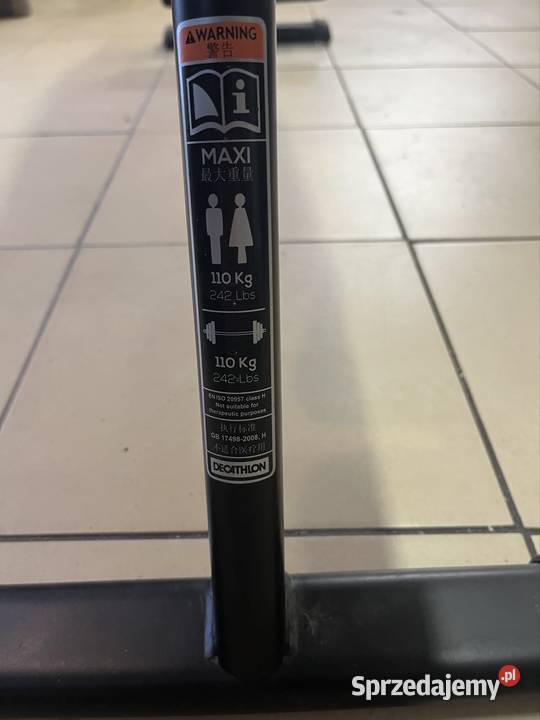 WARNING
警告
MAXI
最大重量
110 Kg
242 Lbs
110 Kg
242 Lbs
EN ISO 20957 class H
Not suitable for
therapeutic purposes
执行标准
GB 17498-2008, H
不适合医疗用
DECATHLON
Sprzedajemy.pl